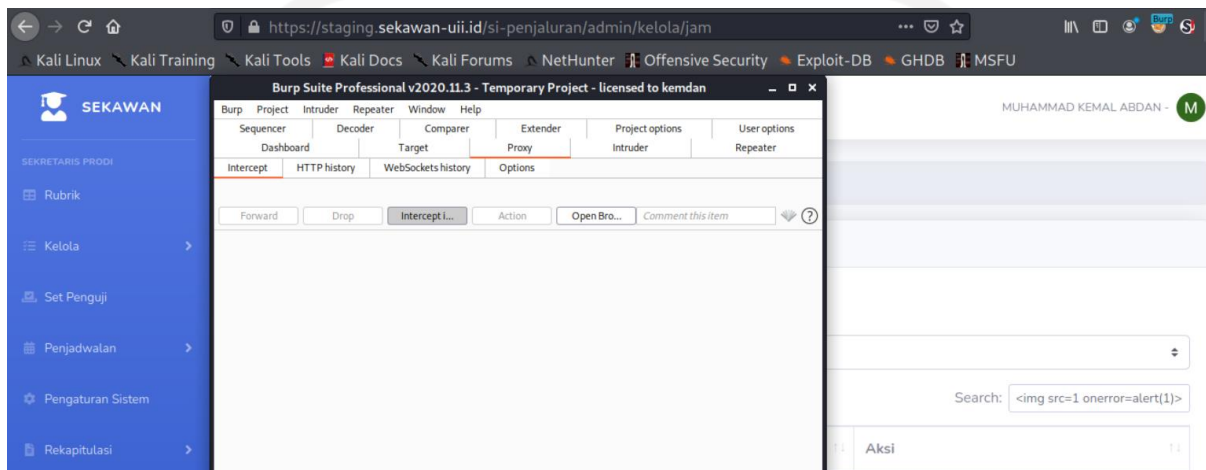 https://staging.sekawan-uii.id/si-penjaluran/admin/kelola/jam
Kali Linux Kali Training Kali Tools Kali Docs Kali Forums NetHunter Offensive Security Exploit-DB GHDB MSFU
SEKAWAN
SEKRETARIS PRODI
Rubrik
Kelola
Set Penguji
Penjadwalan
Pengaturan Sistem
Rekapitulasi
Burp Suite Professional v2020.11.3 - Temporary Project - licensed to kemdan
Burp Project Intruder Repeater Window Help
Sequencer Decoder Comparer Extender Project options User options
Dashboard Target Proxy Intruder Repeater
Intercept HTTP history WebSockets history Options
Forward Drop Intercept i... Action Open Bro... Comment this item ?
Burp
MUHAMMAD KEMAL ABDAN - M
Search: <img src=1 onerror=alert(1)>
Aksi